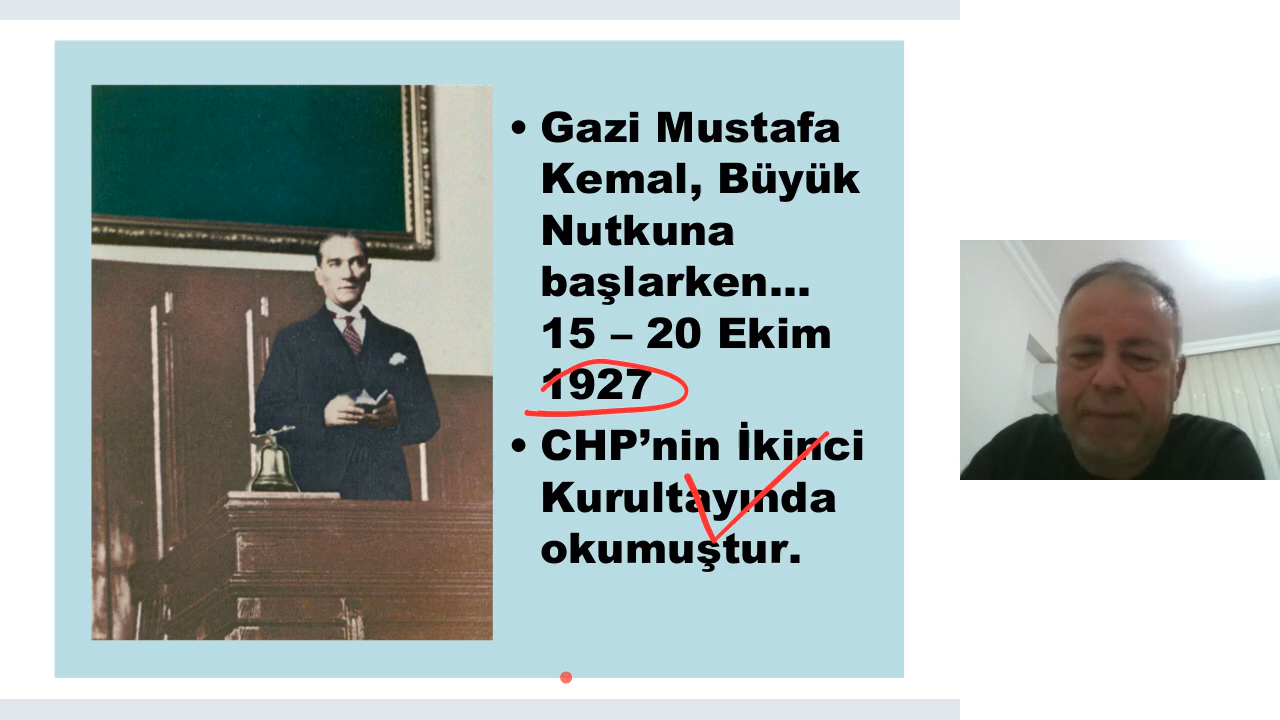 • Gazi Mustafa
Kemal, Büyük
Nutkuna
başlarken...
15 – 20 Ekim
1927
• CHP’nin İkinci
Kurultayında
okumuştur.